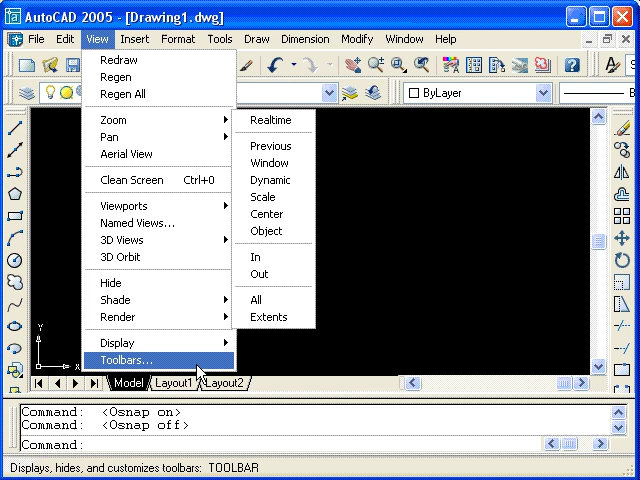 AutoCAD 2005 - [Drawing1.dwg]
File Edit View Insert Format Tools Draw Dimension Modify Window Help
Redraw
Regen
Regen All
ByLayer
Zoom
Pan
Aerial View
Clean Screen Ctrl+0
Viewports
Named Views...
3D Views
3D Orbit
Hide
Shade
Render
Display
Toolbars...
Realtime
Previous
Window
Dynamic
Scale
Center
Object
In
Out
All
Extents
Y
X
Model Layout1 Layout2
Command: <Osnap on>
Command: <Osnap off>
Command:
Displays, hides, and customizes toolbars: TOOLBAR